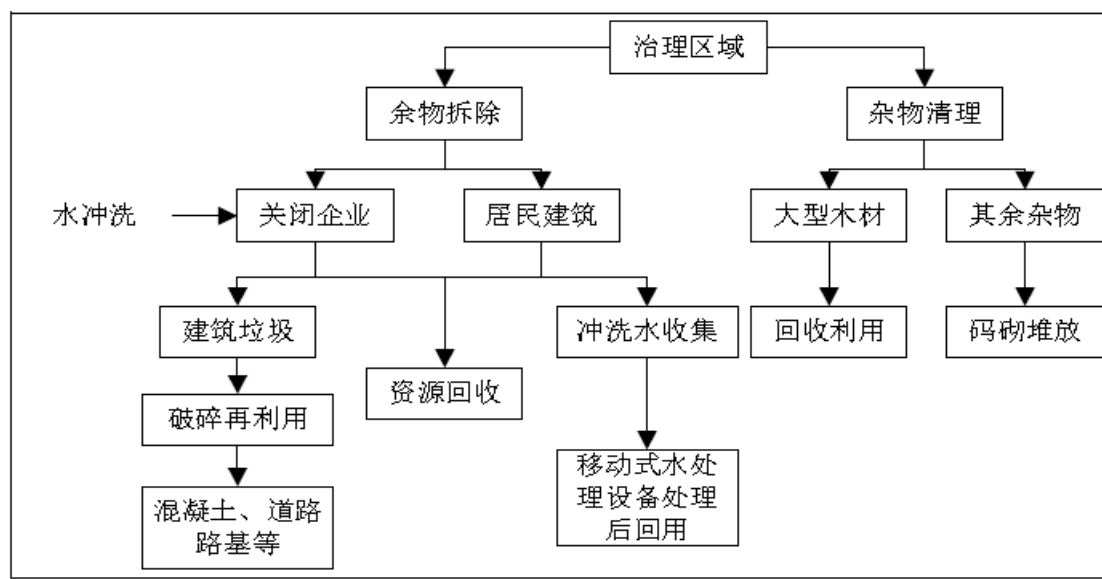 治理区域
余物拆除
杂物清理
水冲洗
关闭企业
居民建筑
大型木材
其余杂物
建筑垃圾
冲洗水收集
回收利用
码砌堆放
资源回收
破碎再利用
移动式水处
理设备处理
后回用
混凝土、道路
路基等